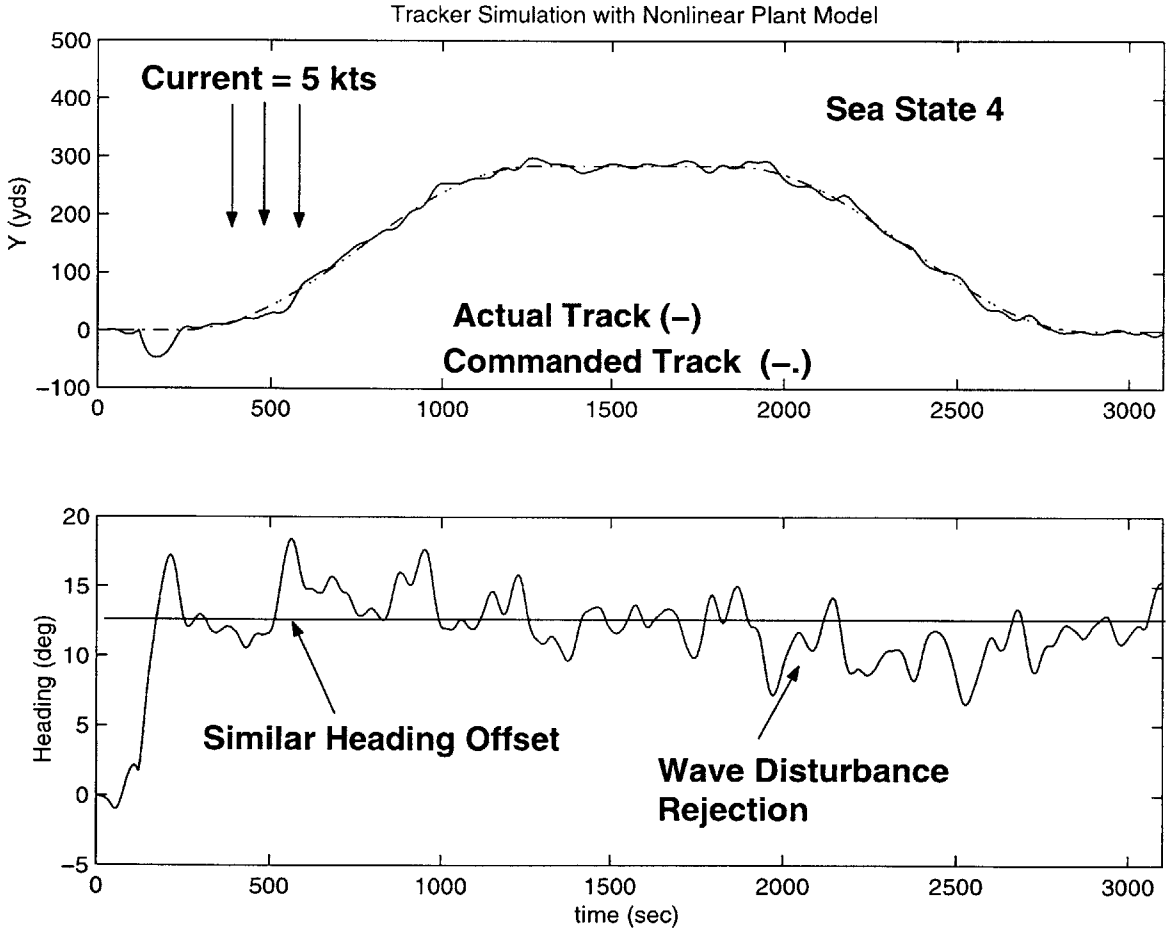 Tracker Simulation with Nonlinear Plant Model
500
400
300
200
100
0
−100
Y (yds)
Current = 5 kts
Sea State 4
Actual Track (−)
Commanded Track (−.)
0 500 1000 1500 2000 2500 3000
20
15
10
5
0
−5
Heading (deg)
Similar Heading Offset
Wave Disturbance
Rejection
0 500 1000 1500 2000 2500 3000
time (sec)